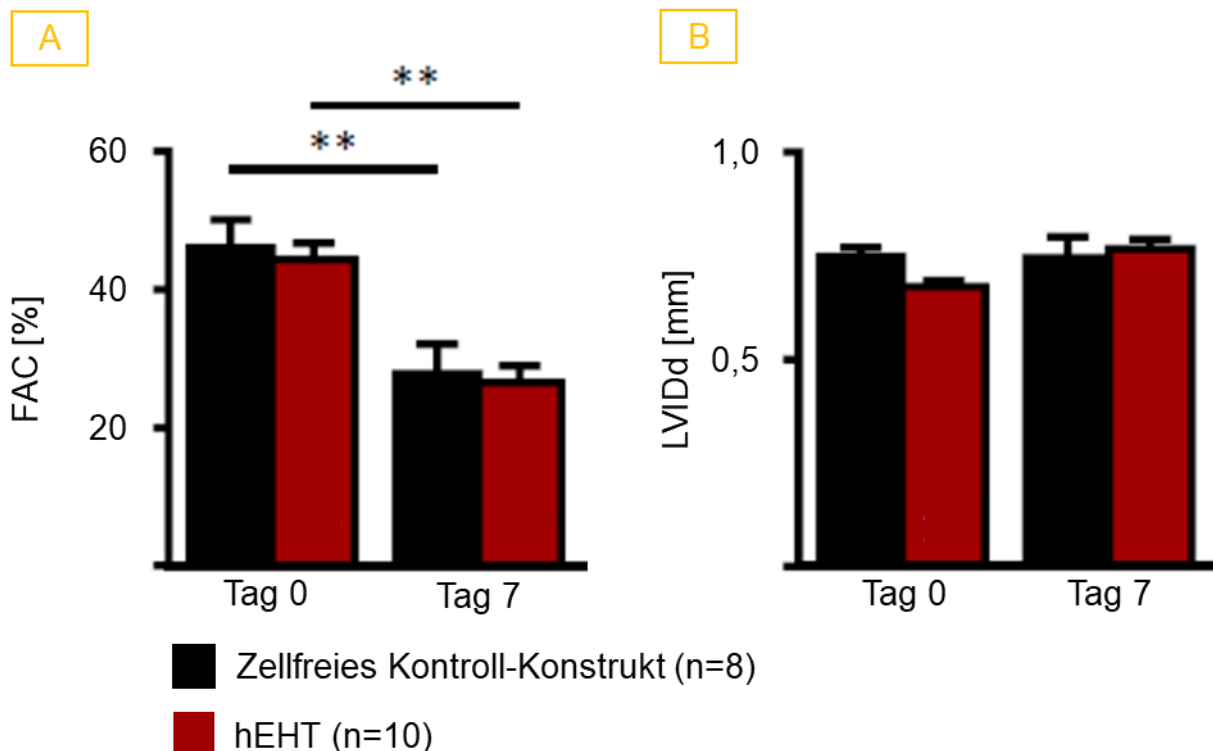 A
B
**
**
60
40
20
FAC [%]
Tag 0
Tag 7
1,0
0,5
LVIDd [mm]
Tag 0
Tag 7
Zellfreies Kontroll-Konstrukt (n=8)
hEHT (n=10)